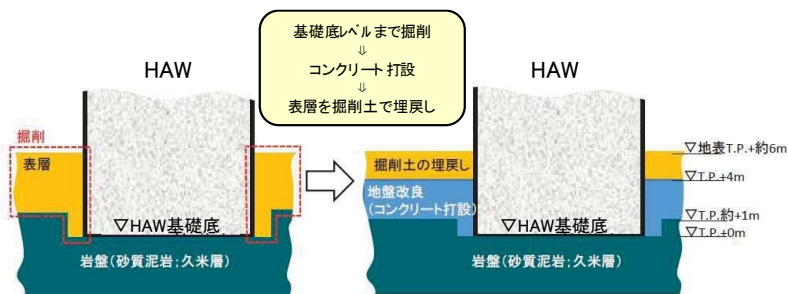 基礎底レベルまで掘削
⇓
コンクリート打設
⇓
表層を掘削土で埋戻し
HAW
掘削
表層
▽HAW基礎底
岩盤(砂質泥岩;久米層)
HAW
掘削土の埋戻し
地盤改良
(コンクリート打設)
▽HAW基礎底
岩盤(砂質泥岩;久米層)
▽地表T.P.+約6m
▽T.P.+4m
▽T.P.約+1m
▽T.P.±0m